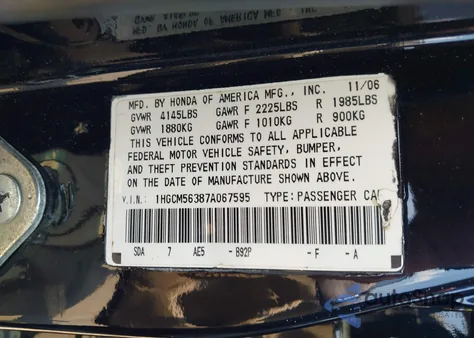 MFD. BY HONDA OF AMERICA MFG., INC. 11/06
GVWR 4145LBS GAWR F 2225LBS R 1985LBS
GVWR 1880KG GAWR F 1010KG R 900KG
THIS VEHICLE CONFORMS TO ALL APPLICABLE
FEDERAL MOTOR VEHICLE SAFETY, BUMPER,
AND THEFT PREVENTION STANDARDS IN EFFECT
ON THE DATE OF MANUFACTURE SHOWN ABOVE.
V.I.N.: 1HGCM56387A067595 TYPE: PASSENGER CAR
SDA 7 AE5 - B92P - F - A